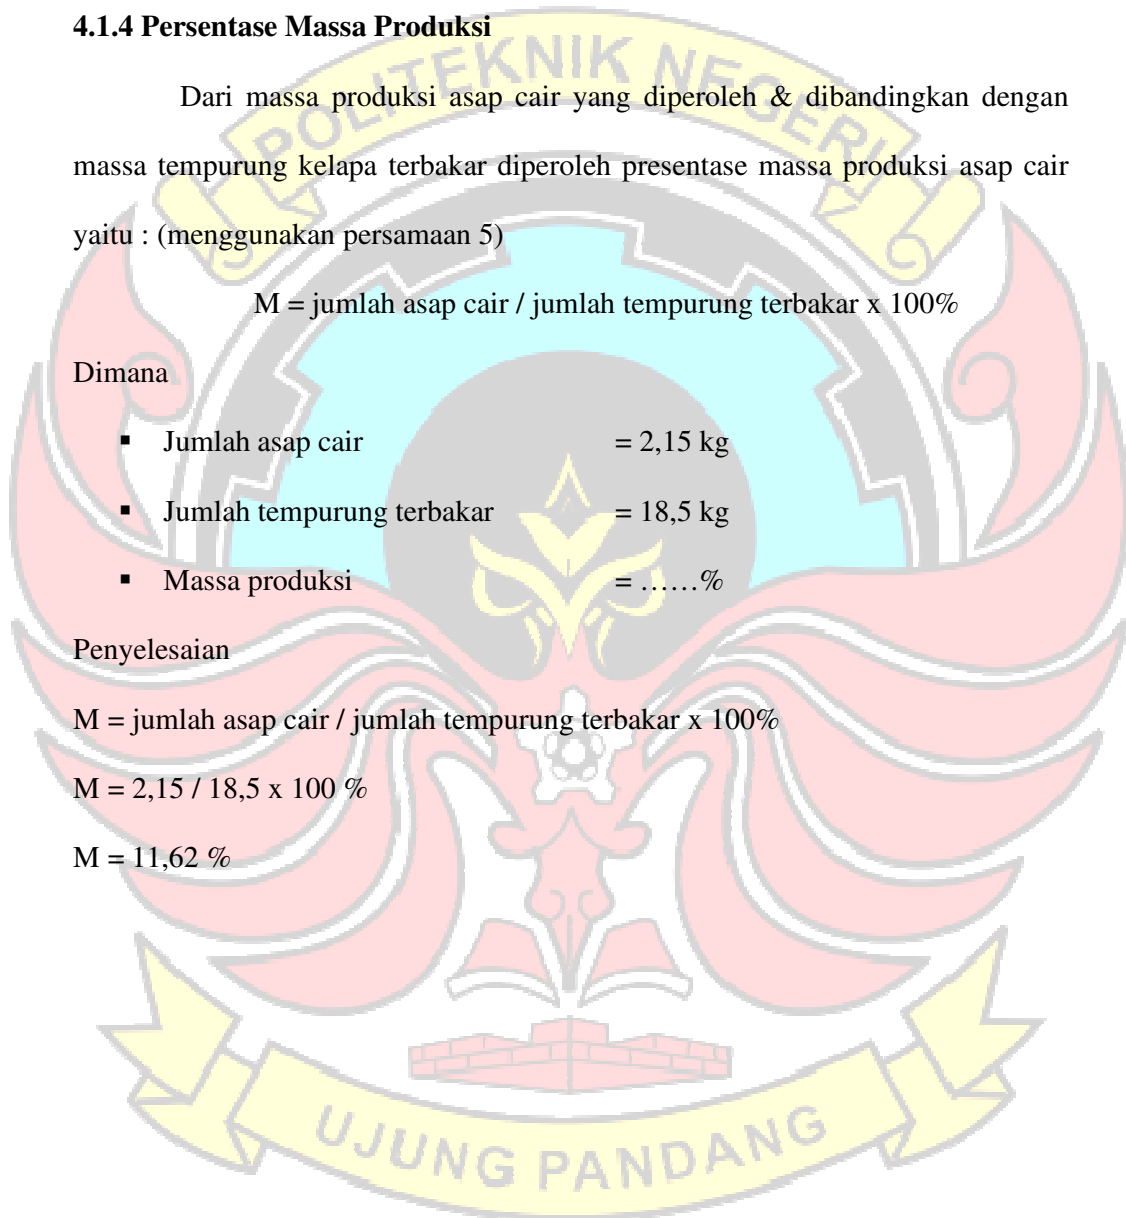 4.1.4 Persentase Massa Produksi
POLITEKNIK NEGERI
Dari massa produksi asap cair yang diperoleh & dibandingkan dengan
massa tempurung kelapa terbakar diperoleh presentase massa produksi asap cair
yaitu : (menggunakan persamaan 5)
M = jumlah asap cair / jumlah tempurung terbakar x 100%
Dimana
▪ Jumlah asap cair = 2,15 kg
▪ Jumlah tempurung terbakar = 18,5 kg
▪ Massa produksi = ……%
Penyelesaian
M = jumlah asap cair / jumlah tempurung terbakar x 100%
M = 2,15 / 18,5 x 100 %
M = 11,62 %
UJUNG PANDANG